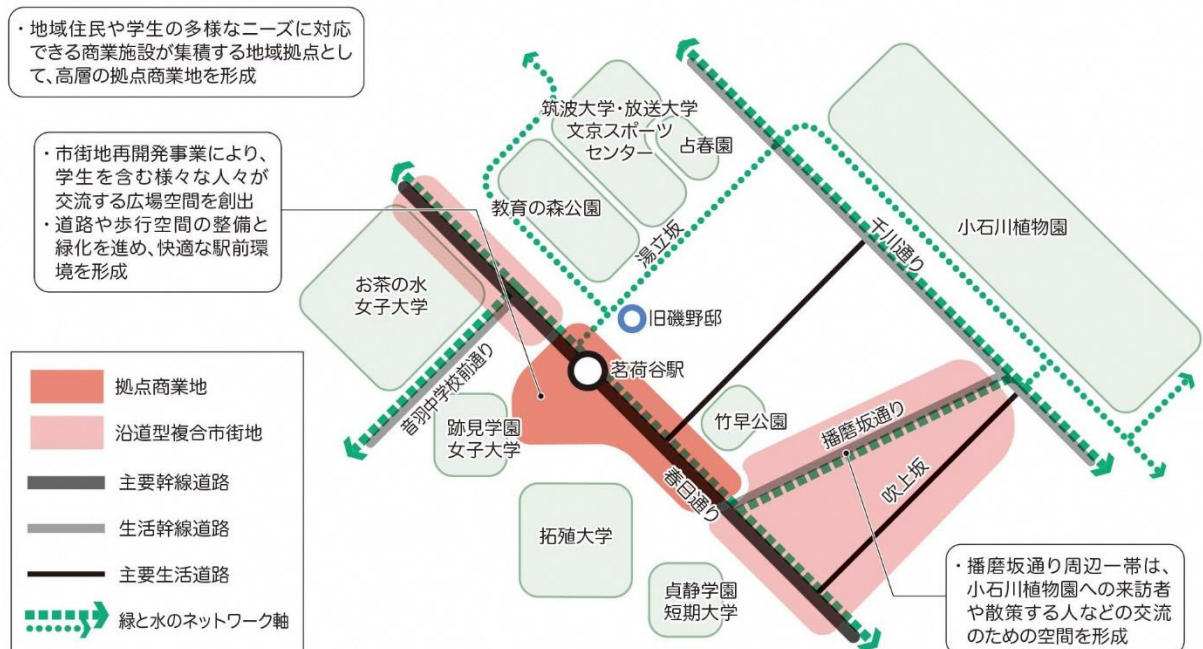 ・地域住民や学生の多様なニーズに対応
できる商業施設が集積する地域拠点とし
て、高層の拠点商業地を形成
・市街地再開発事業により、
学生を含む様々な人々が
交流する広場空間を創出
・道路や歩行空間の整備と
緑化を進め、快適な駅前環
境を形成
筑波大学・放送大学
文京スポーツ
センター
占春園
教育の森公園
湯立坂
千川通り
小石川植物園
お茶の水
女子大学
旧磯野邸
茗荷谷駅
音羽中学校前通り
跡見学園
女子大学
竹早公園
播磨坂通り
春日通り
吹上坂
拓殖大学
貞静学園
短期大学
拠点商業地
沿道型複合市街地
主要幹線道路
生活幹線道路
主要生活道路
緑と水のネットワーク軸
・播磨坂通り周辺一帯は、
小石川植物園への来訪者
や散策する人などの交流
のための空間を形成